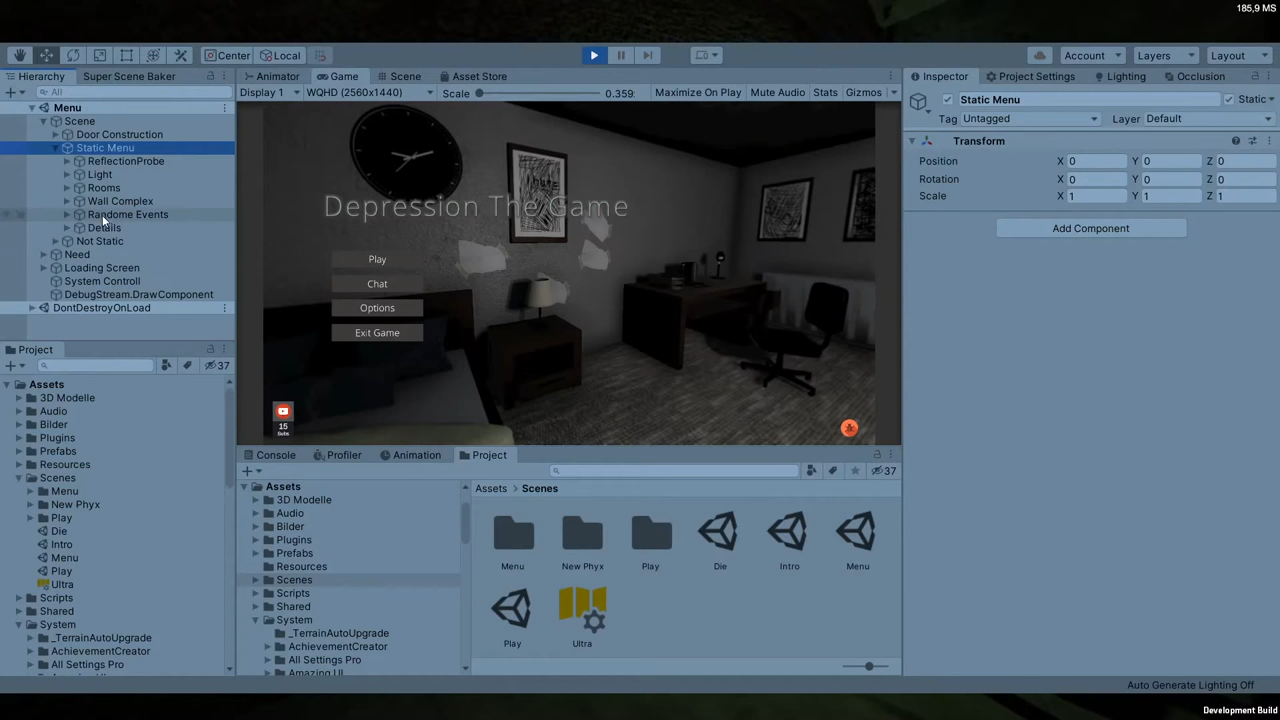 185,9 MS
Center
Local
Account
Layers
Layout
Hierarchy
Super Scene Baker
Animator
Game
Scene
Asset Store
Inspector
Project Settings
Lighting
Occlusion
All
Display 1
WQHD (2560x1440)
Scale
0.359
Maximize On Play
Mute Audio
Stats
Gizmos
Static Menu
Static
Tag
Untagged
Layer
Default
Transform
Position
X 0
Y 0
Z 0
Rotation
X 0
Y 0
Z 0
Scale
X 1
Y 1
Z 1
Add Component
Menu
Scene
Door Construction
Static Menu
ReflectionProbe
Light
Rooms
Wall Complex
Randome Events
Details
Not Static
Need
Loading Screen
System Controll
DebugStream.DrawComponent
DontDestroyOnLoad
Depression The Game
Play
Chat
Options
Exit Game
15
Subs
Project
37
Assets
3D Modelle
Audio
Bilder
Plugins
Prefabs
Resources
Scenes
Menu
New Phyx
Play
Die
Intro
Menu
Play
Ultra
Scripts
Shared
System
_TerrainAutoUpgrade
AchievementCreator
All Settings Pro
Console
Profiler
Animation
Project
37
Assets
3D Modelle
Audio
Bilder
Plugins
Prefabs
Resources
Scenes
Scripts
Shared
System
_TerrainAutoUpgrade
AchievementCreator
All Settings Pro
Amazing UI
Assets > Scenes
Menu
New Phyx
Play
Die
Intro
Menu
Play
Ultra
Auto Generate Lighting Off
Development Build